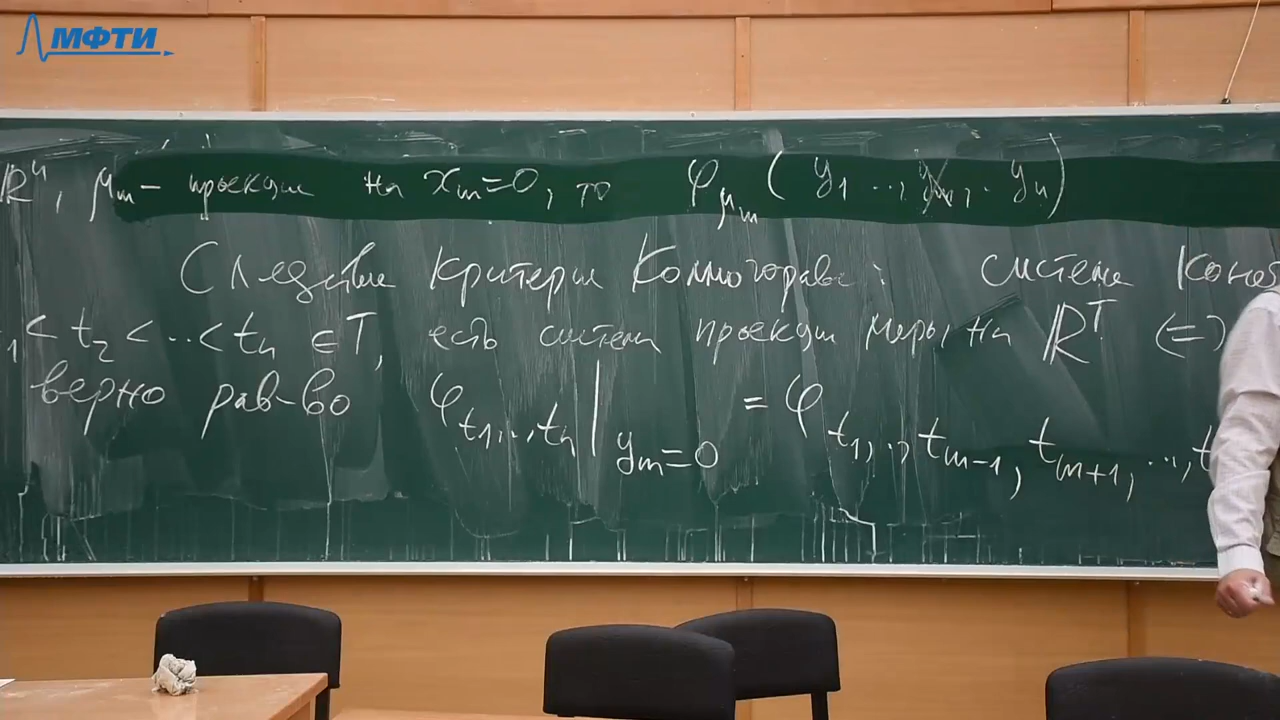 МФТИ
ℝⁿ, μₘ – проекция на xₘ=0, то φ_{μₘ}(y₁ ..., y̸ₘ, . yₙ)
Следствие критерия Колмогорова: система конеч
₁ < t₂ < ... < tₙ ∈ T, есть система проекций меры на ℝᵀ (=)
верно рав-во φ_{t₁,..,tₙ}|_{yₘ=0} = φ_{t₁,..,tₘ₋₁, tₘ₊₁, ..., t